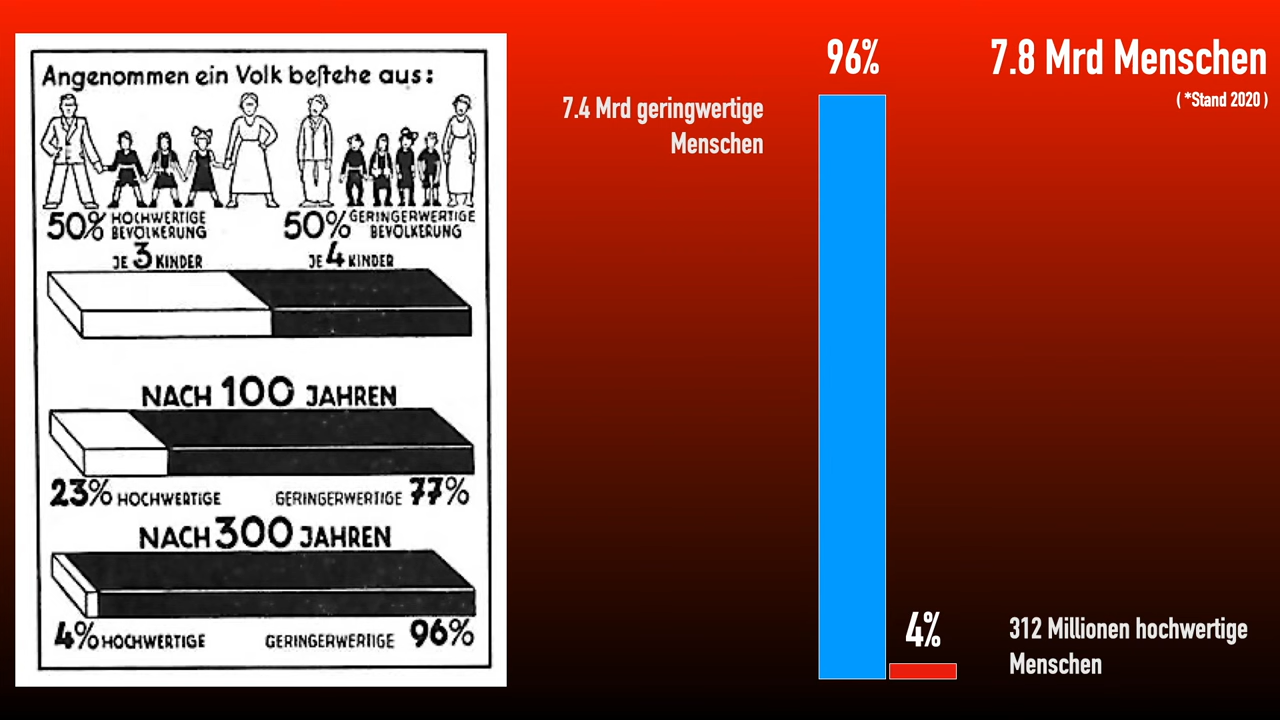 Angenommen ein Volk beſtehe aus:
50% HOCHWERTIGE BEVÖLKERUNG
50% GERINGERWERTIGE BEVÖLKERUNG
JE 3 KINDER
JE 4 KINDER
NACH 100 JAHREN
23% HOCHWERTIGE
GERINGERWERTIGE 77%
NACH 300 JAHREN
4% HOCHWERTIGE
GERINGERWERTIGE 96%
7.4 Mrd geringwertige
Menschen
96%
7.8 Mrd Menschen
( *Stand 2020 )
4%
312 Millionen hochwertige
Menschen